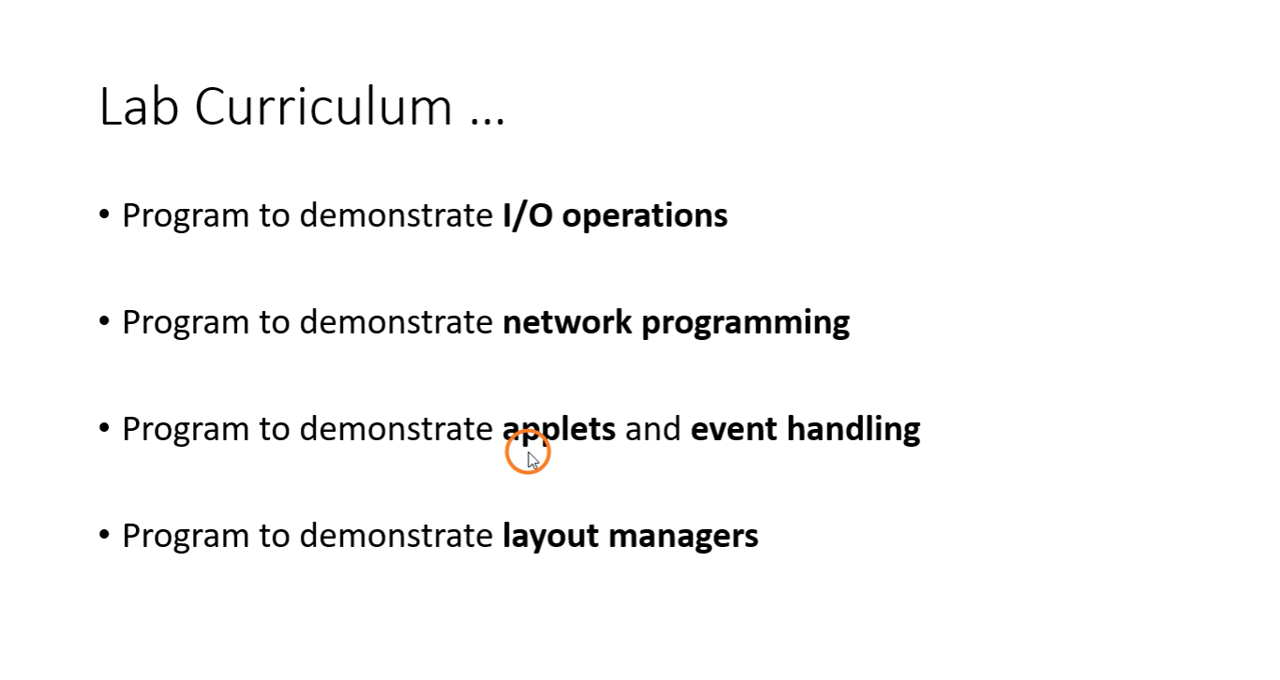 Lab Curriculum ...
• Program to demonstrate I/O operations
• Program to demonstrate network programming
• Program to demonstrate applets and event handling
• Program to demonstrate layout managers